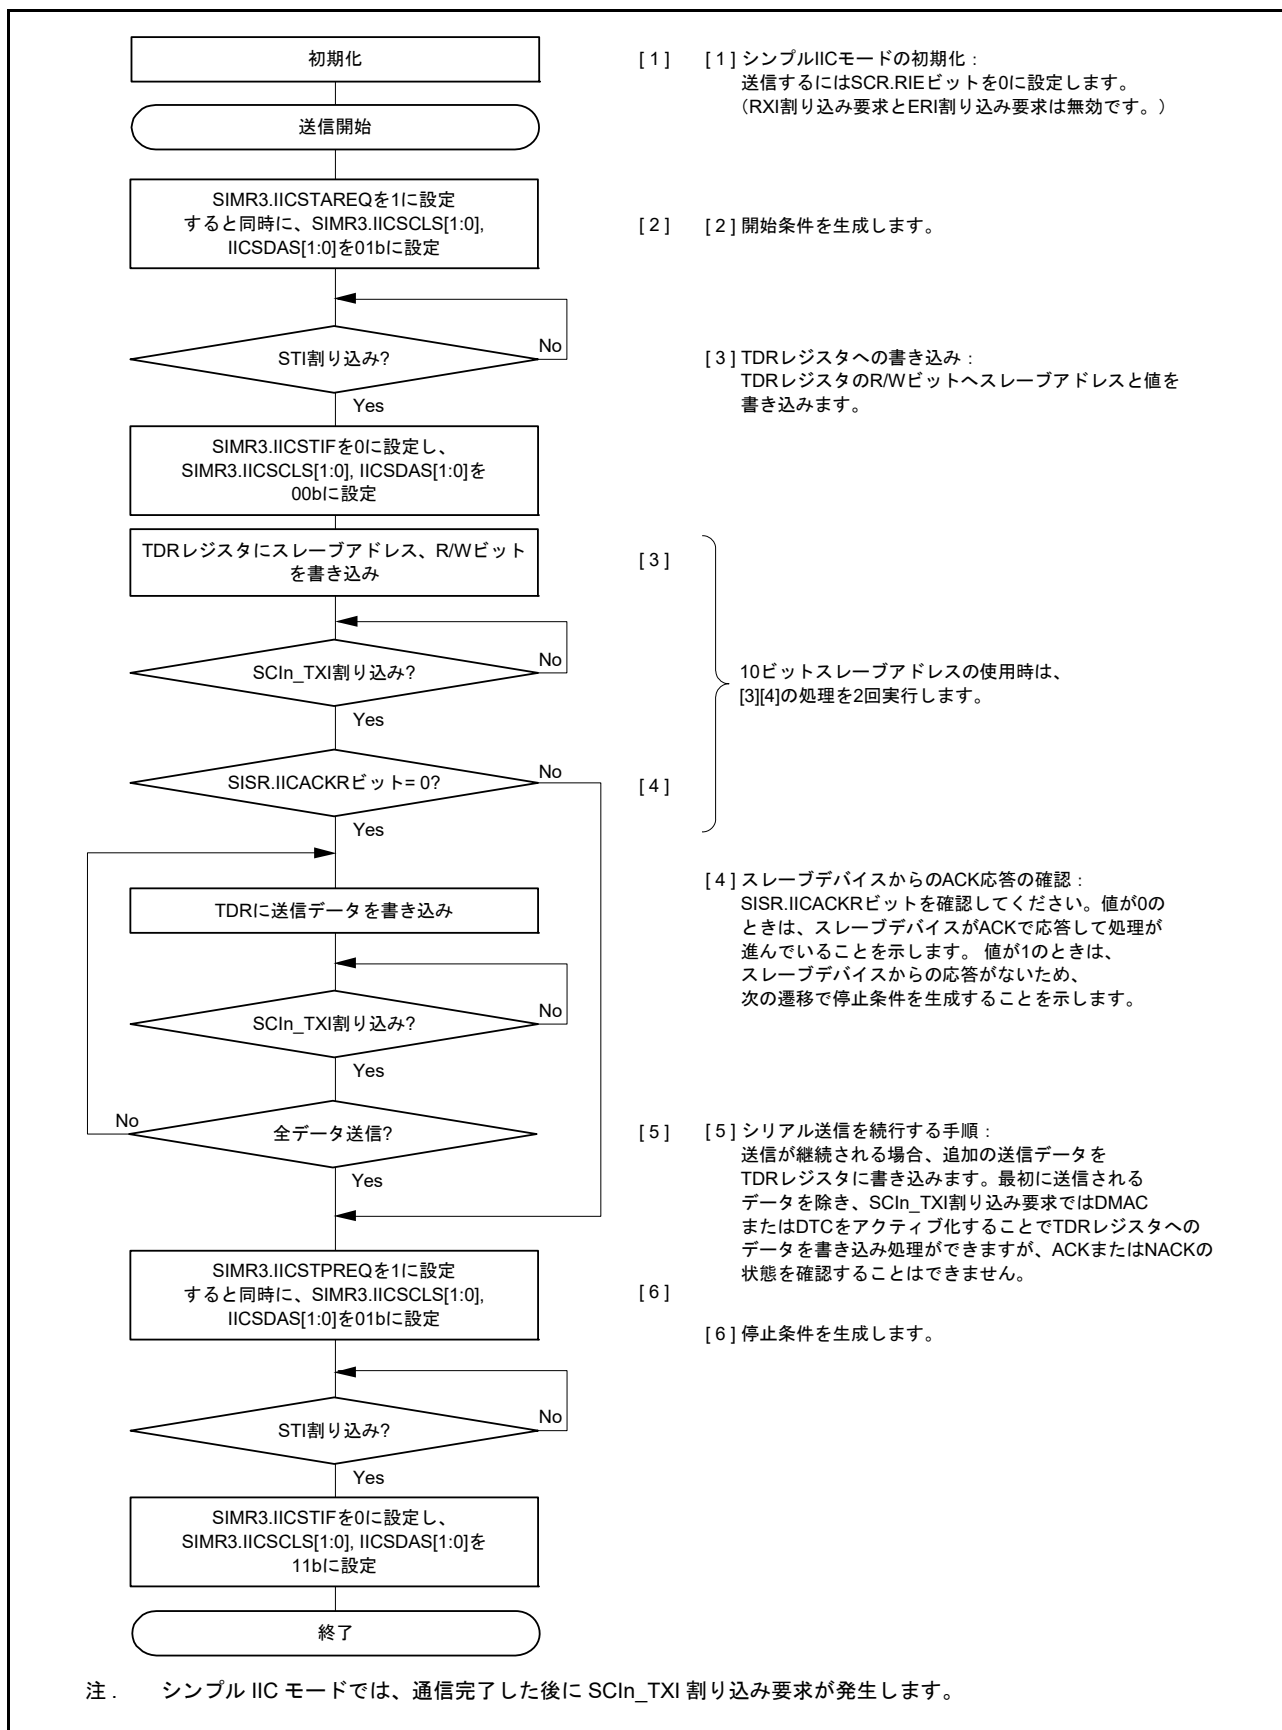 初期化
[ 1 ]
[ 1 ] シンプルIICモードの初期化：
送信するにはSCR.RIEビットを0に設定します。
（RXI割り込み要求とERI割り込み要求は無効です。）
送信開始
SIMR3.IICSTAREQを1に設定
すると同時に、SIMR3.IICSCLS[1:0],
IICSDAS[1:0]を01bに設定
[ 2 ]
[ 2 ] 開始条件を生成します。
STI割り込み?
No
Yes
[ 3 ] TDRレジスタへの書き込み：
TDRレジスタのR/Wビットへスレーブアドレスと値を
書き込みます。
SIMR3.IICSTIFを0に設定し、
SIMR3.IICSCLS[1:0], IICSDAS[1:0]を
00bに設定
TDRレジスタにスレーブアドレス、R/Wビット
を書き込み
[ 3 ]
SCIn_TXI割り込み?
No
Yes
10ビットスレーブアドレスの使用時は、
[3][4]の処理を2回実行します。
SISR.IICACKRビット= 0?
No
Yes
[ 4 ]
[ 4 ] スレーブデバイスからのACK応答の確認：
SISR.IICACKRビットを確認してください。値が0の
ときは、スレーブデバイスがACKで応答して処理が
進んでいることを示します。 値が1のときは、
スレーブデバイスからの応答がないため、
次の遷移で停止条件を生成することを示します。
TDRに送信データを書き込み
SCIn_TXI割り込み?
No
Yes
全データ送信?
No
Yes
[ 5 ]
[ 5 ] シリアル送信を続行する手順：
送信が継続される場合、追加の送信データを
TDRレジスタに書き込みます。最初に送信される
データを除き、SCIn_TXI割り込み要求ではDMAC
またはDTCをアクティブ化することでTDRレジスタへの
データを書き込み処理ができますが、ACKまたはNACKの
状態を確認することはできません。
SIMR3.IICSTPREQを1に設定
すると同時に、SIMR3.IICSCLS[1:0],
IICSDAS[1:0]を01bに設定
[ 6 ]
[ 6 ] 停止条件を生成します。
STI割り込み?
No
Yes
SIMR3.IICSTIFを0に設定し、
SIMR3.IICSCLS[1:0], IICSDAS[1:0]を
11bに設定
終了
注 . シンプル IIC モードでは、通信完了した後に SCIn_TXI 割り込み要求が発生します。